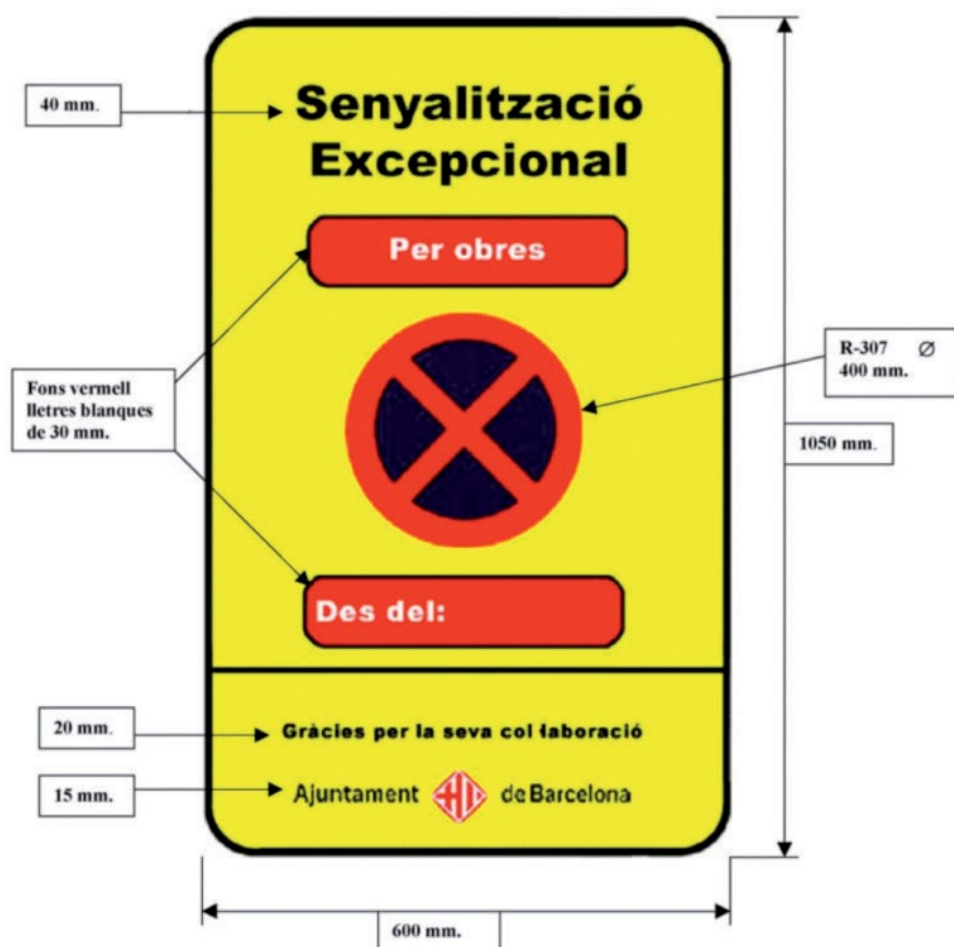 40 mm.
Senyalització
Excepcional
Per obres
R-307 Ø
400 mm.
Fons vermell
lletres blanques
de 30 mm.
1050 mm.
Des del:
20 mm.
Gràcies per la seva col·laboració
15 mm.
Ajuntament de Barcelona
600 mm.